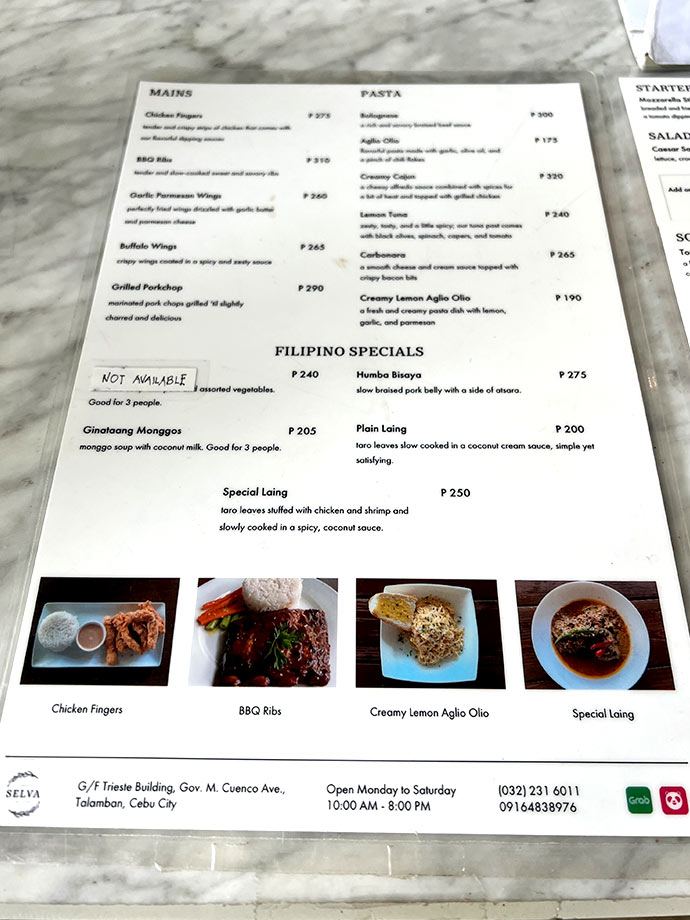 MAINS
Chicken Fingers P 275
tender and crispy strips of chicken that comes with
our flavorful dipping sauces
BBQ Ribs P 310
tender and slow-cooked sweet and savory ribs
Garlic Parmesan Wings P 260
perfectly fried wings drizzled with garlic butter
and parmesan cheese
Buffalo Wings P 265
crispy wings coated in a spicy and zesty sauce
Grilled Porkchop P 290
marinated pork chops grilled 'til slightly
charred and delicious
PASTA
Bolognese P 300
a rich and savory braised beef sauce
Aglio Olio P 175
flavorful pasta made with garlic, olive oil, and
a pinch of chili flakes
Creamy Cajun P 320
a cheesy alfredo sauce combined with spices for
a bit of heat and topped with grilled chicken
Lemon Tuna P 240
zesty, tasty, and a little spicy; our tuna past comes
with black olives, spinach, capers, and tomato
Carbonara P 265
a smooth cheese and cream sauce topped with
crispy bacon bits
Creamy Lemon Aglio Olio P 190
a fresh and creamy pasta dish with lemon,
garlic, and parmesan
FILIPINO SPECIALS
NOT AVAILABLE P 240
assorted vegetables.
Good for 3 people.
Humba Bisaya P 275
slow braised pork belly with a side of atsara.
Ginataang Monggos P 205
monggo soup with coconut milk. Good for 3 people.
Plain Laing P 200
taro leaves slow cooked in a coconut cream sauce, simple yet
satisfying.
Special Laing P 250
taro leaves stuffed with chicken and shrimp and
slowly cooked in a spicy, coconut sauce.
Chicken Fingers
BBQ Ribs
Creamy Lemon Aglio Olio
Special Laing
SELVA
G/F Trieste Building, Gov. M. Cuenco Ave.,
Talamban, Cebu City
Open Monday to Saturday
10:00 AM - 8:00 PM
(032) 231 6011
09164838976
Grab
STARTER
Mozzarella St
breaded and frie
a tomato dippin
SALAD
Caesar Sa
lettuce, crou
Add on
SO